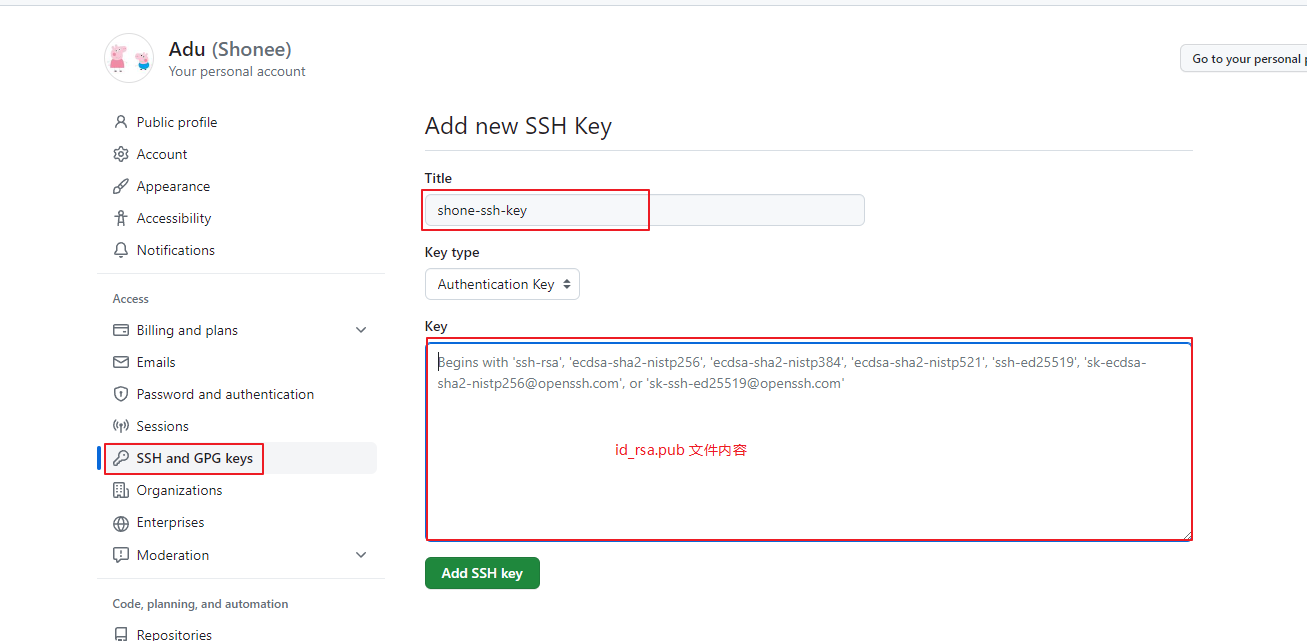 Adu (Shonee)
Your personal account
Go to your personal
Public profile
Account
Appearance
Accessibility
Notifications
Access
Billing and plans
Emails
Password and authentication
Sessions
SSH and GPG keys
Organizations
Enterprises
Moderation
Code, planning, and automation
Repositories
Add new SSH Key
Title
shone-ssh-key
Key type
Authentication Key
Key
Begins with 'ssh-rsa', 'ecdsa-sha2-nistp256', 'ecdsa-sha2-nistp384', 'ecdsa-sha2-nistp521', 'ssh-ed25519', 'sk-ecdsa-
sha2-nistp256@openssh.com', or 'sk-ssh-ed25519@openssh.com'
id_rsa.pub 文件内容
Add SSH key